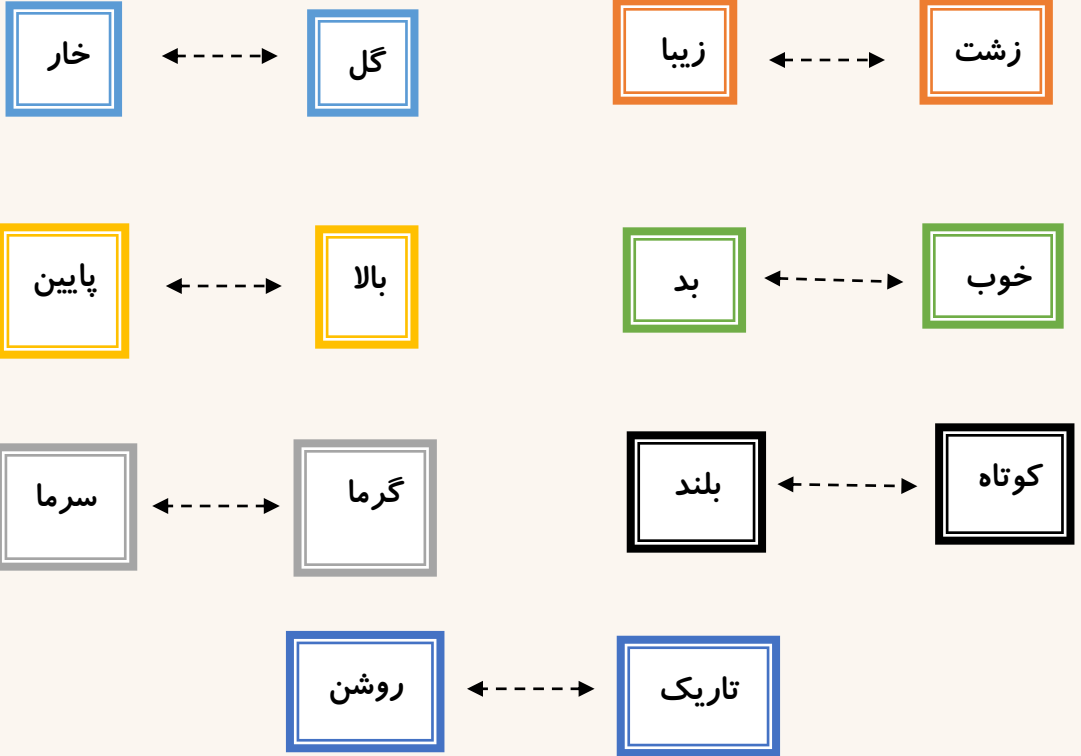 زشت زیبا گل خار
خوب بد بالا پایین
کوتاه بلند گرما سرما
تاریک روشن